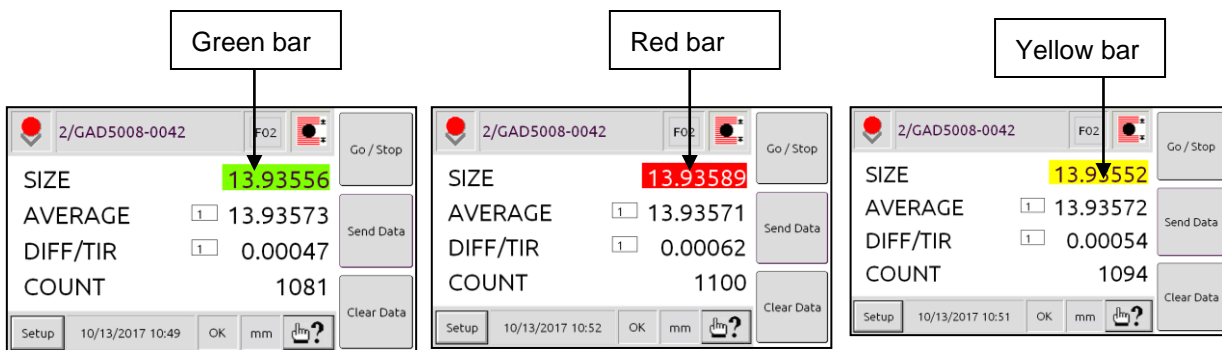 Green bar
Red bar
Yellow bar
2/GAD5008-0042 F02
Go / Stop
SIZE 13.93556
AVERAGE 1 13.93573
Send Data
DIFF/TIR 1 0.00047
COUNT 1081
Clear Data
Setup 10/13/2017 10:49 OK mm ?
2/GAD5008-0042 F02
Go / Stop
SIZE 13.93589
AVERAGE 1 13.93571
Send Data
DIFF/TIR 1 0.00062
COUNT 1100
Clear Data
Setup 10/13/2017 10:52 OK mm ?
2/GAD5008-0042 F02
Go / Stop
SIZE 13.93552
AVERAGE 1 13.93572
Send Data
DIFF/TIR 1 0.00054
COUNT 1094
Clear Data
Setup 10/13/2017 10:51 OK mm ?